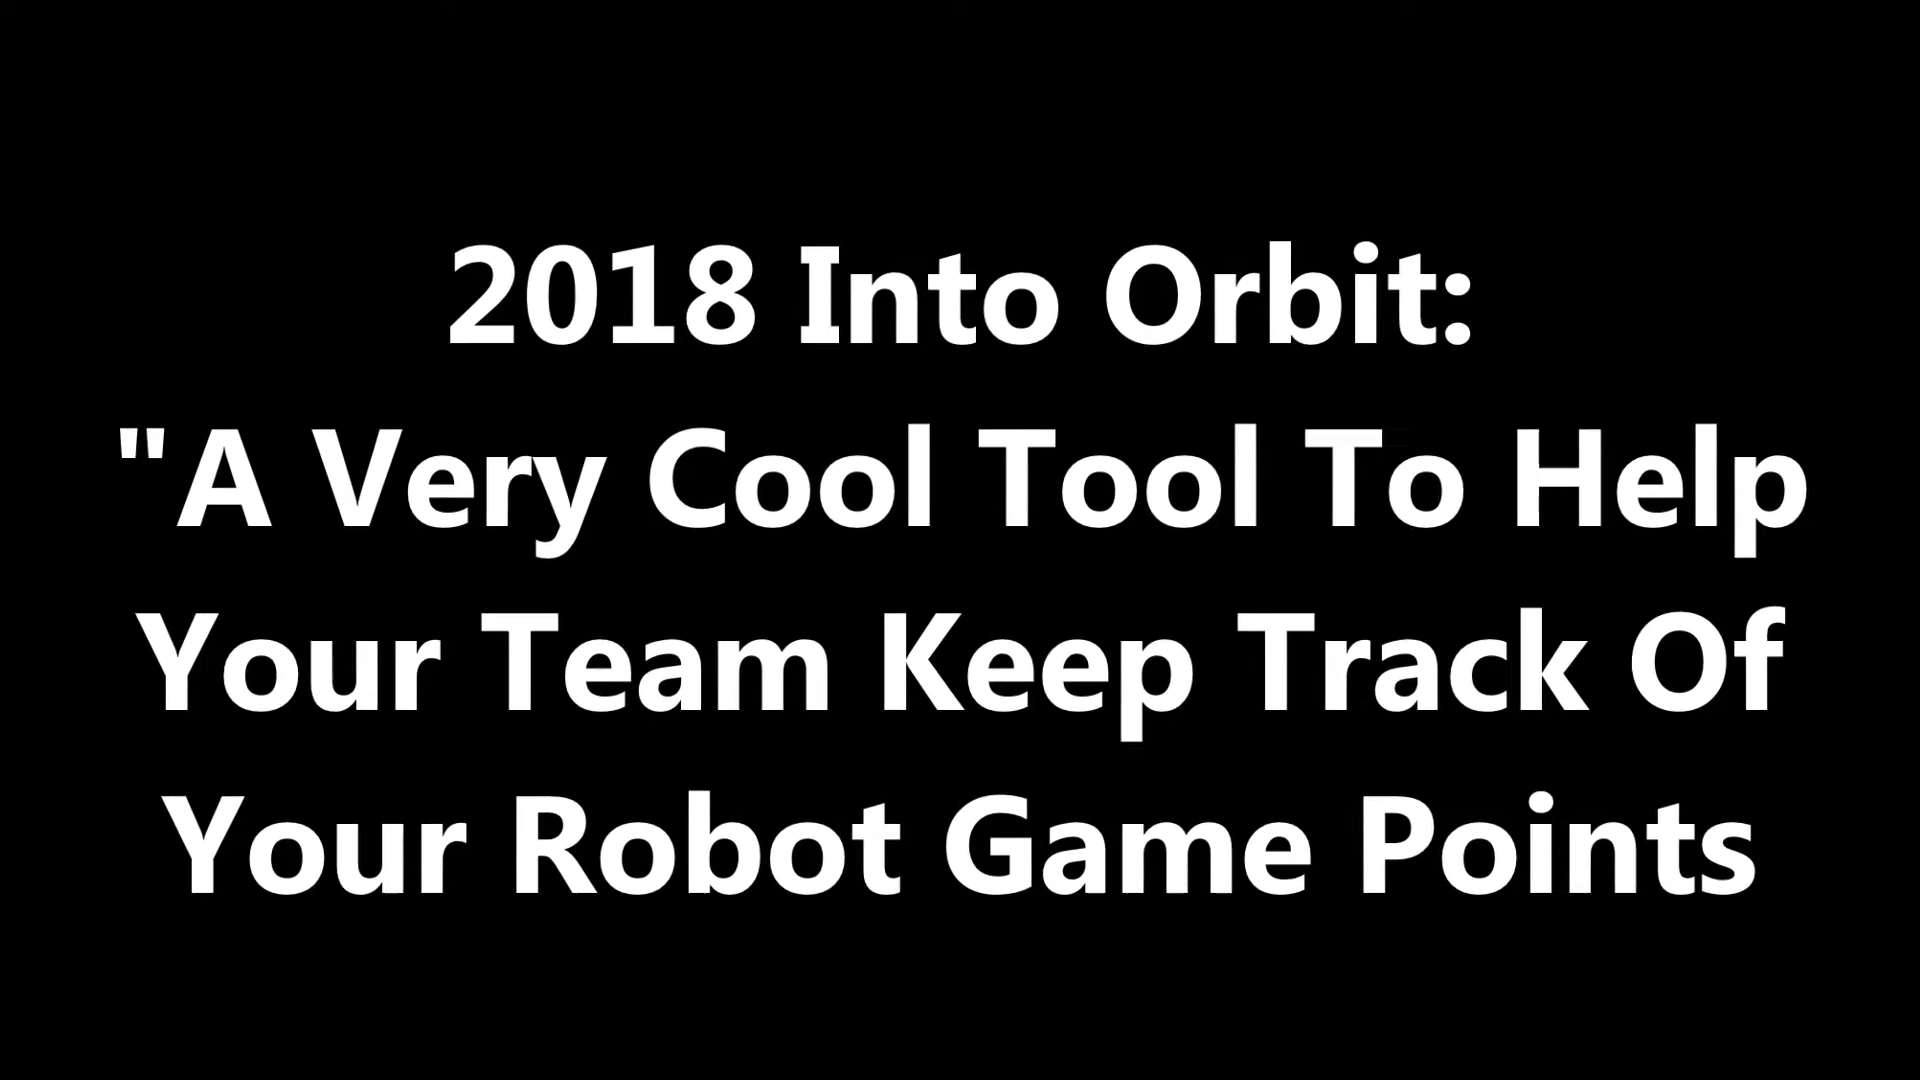 2018 Into Orbit:
"A Very Cool Tool To Help
Your Team Keep Track Of
Your Robot Game Points